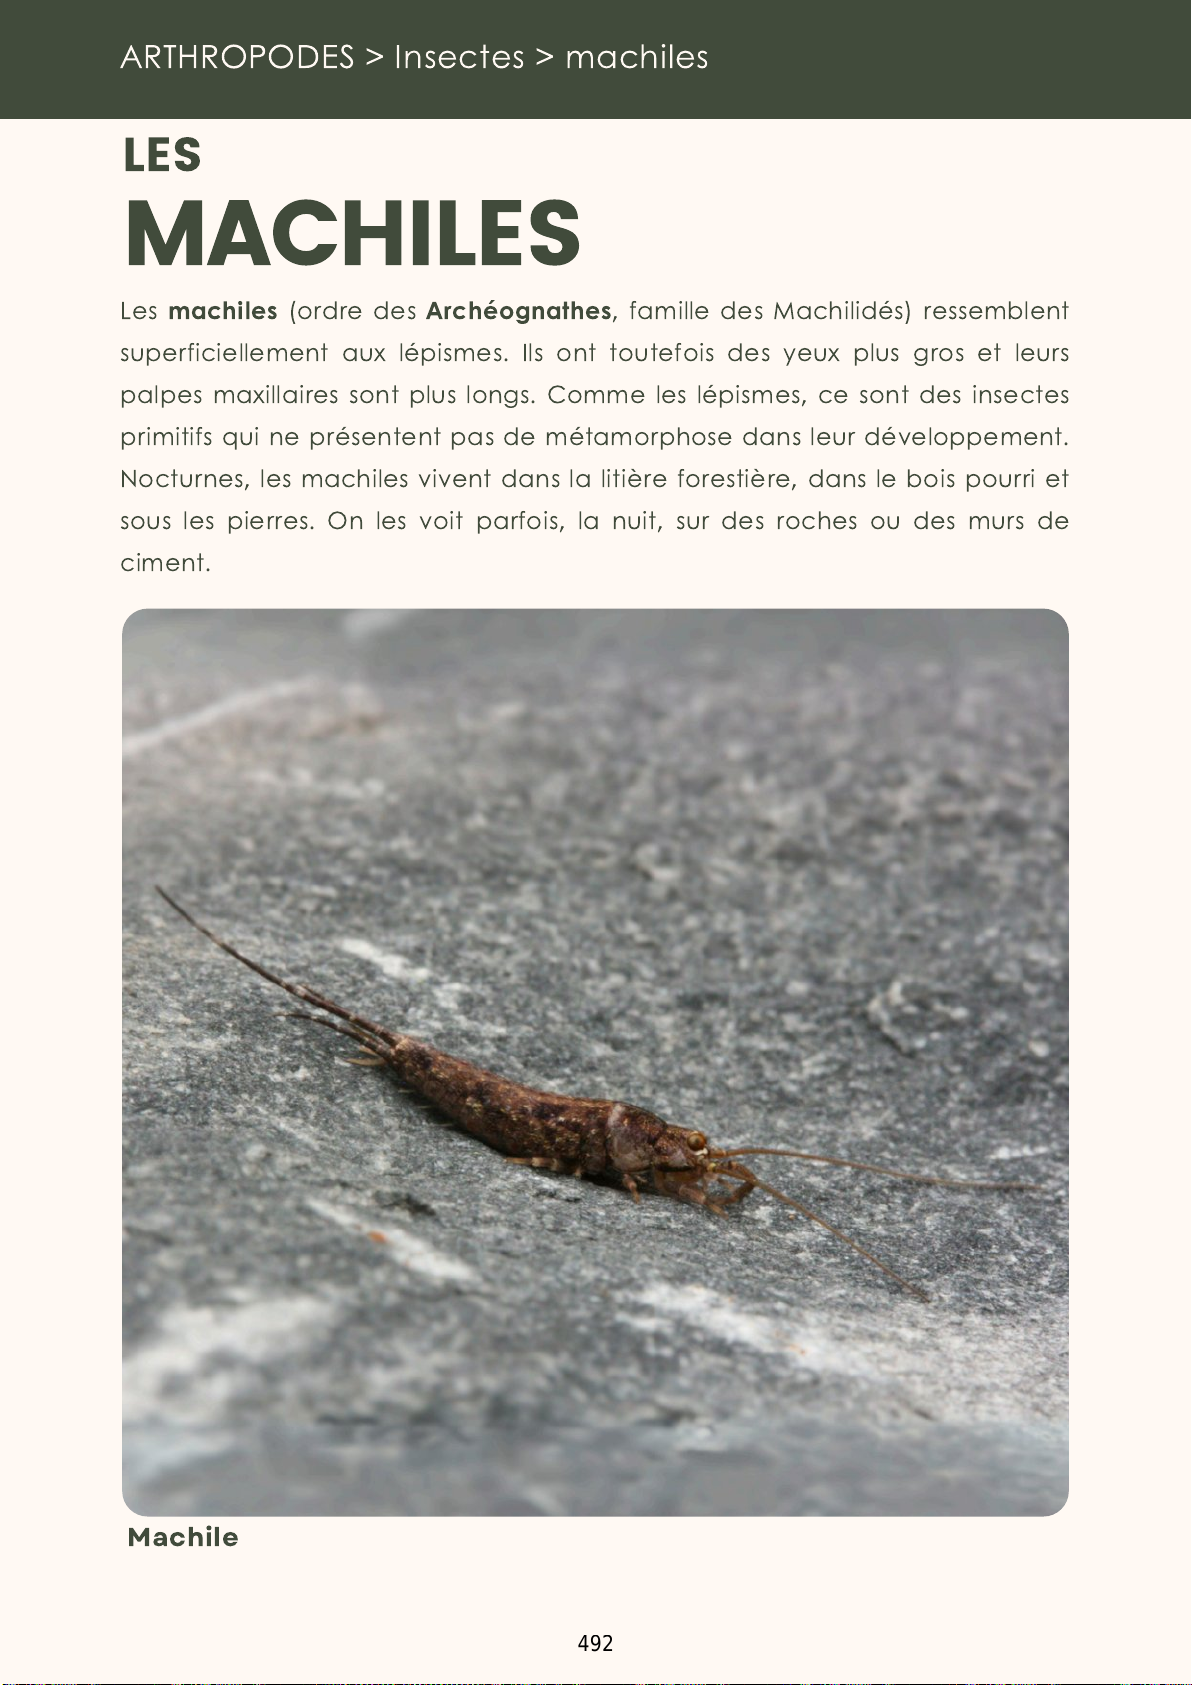 ARTHROPODES > Insectes > machiles
LES
MACHILES
Les machiles (ordre des Archéognathes, famille des Machilidés) ressemblent
superficiellement aux lépismes. Ils ont toutefois des yeux plus gros et leurs
palpes maxillaires sont plus longs. Comme les lépismes, ce sont des insectes
primitifs qui ne présentent pas de métamorphose dans leur développement.
Nocturnes, les machiles vivent dans la litière forestière, dans le bois pourri et
sous les pierres. On les voit parfois, la nuit, sur des roches ou des murs de
ciment.
Machile
492